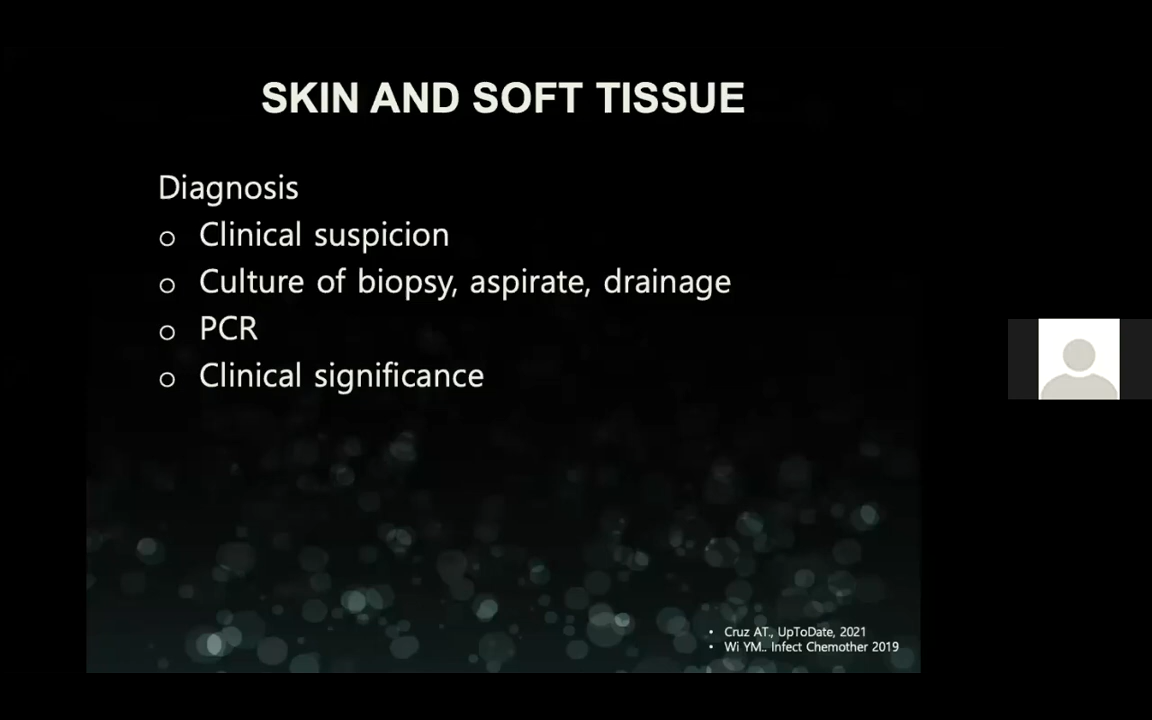 SKIN AND SOFT TISSUE
Diagnosis
o Clinical suspicion
o Culture of biopsy, aspirate, drainage
o PCR
o Clinical significance
• Cruz AT., UpToDate, 2021
• Wi YM.. Infect Chemother 2019